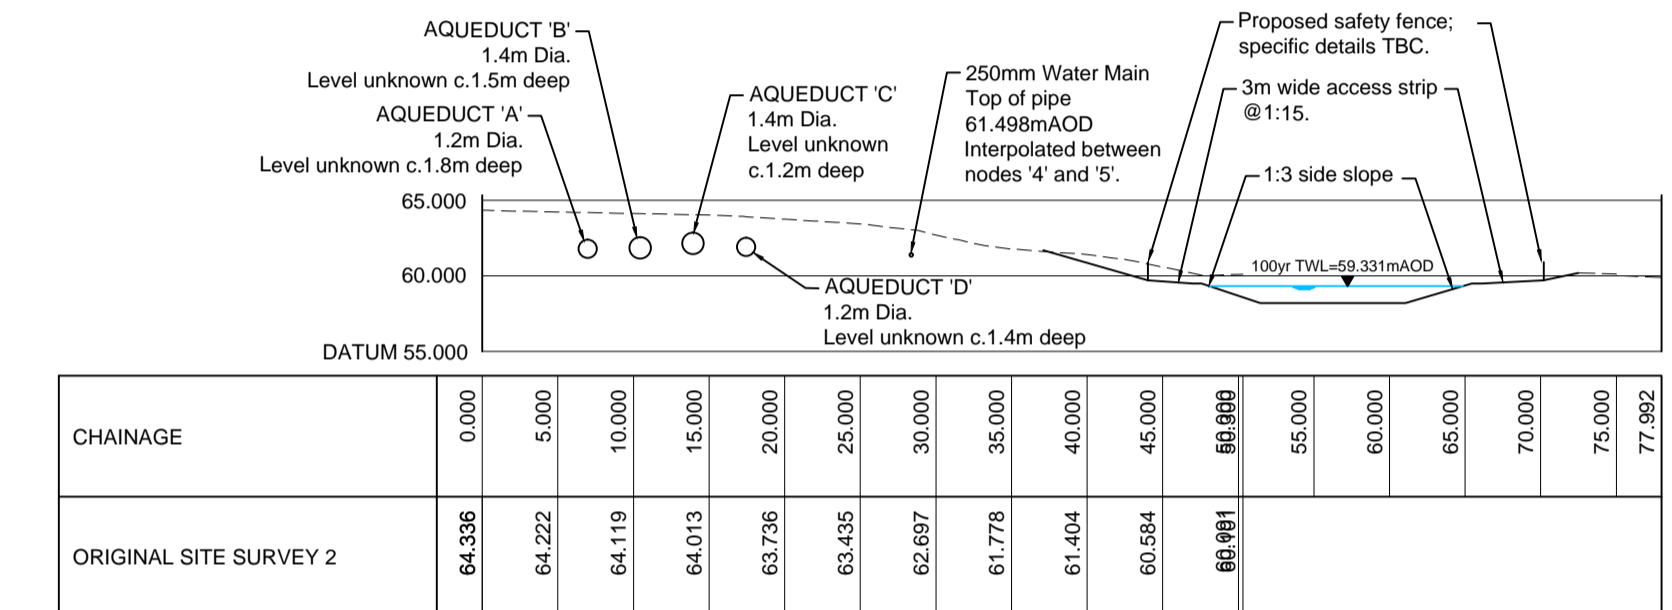 AQUEDUCT 'B'
1.4m Dia.
Level unknown c.1.5m deep
AQUEDUCT 'A'
1.2m Dia.
Level unknown c.1.8m deep
AQUEDUCT 'C'
1.4m Dia.
Level unknown
c.1.2m deep
250mm Water Main
Top of pipe
61.498mAOD
Interpolated between
nodes '4' and '5'.
Proposed safety fence;
specific details TBC.
3m wide access strip
@1:15.
1:3 side slope
65.000
60.000
100yr TWL=59.331mAOD
AQUEDUCT 'D'
1.2m Dia.
Level unknown c.1.4m deep
DATUM 55.000
CHAINAGE
0.000
5.000
10.000
15.000
20.000
25.000
30.000
35.000
40.000
45.000
55.000
60.000
65.000
70.000
75.000
77.992
ORIGINAL SITE SURVEY 2
64.336
64.222
64.119
64.013
63.736
63.435
62.697
61.778
61.404
60.584